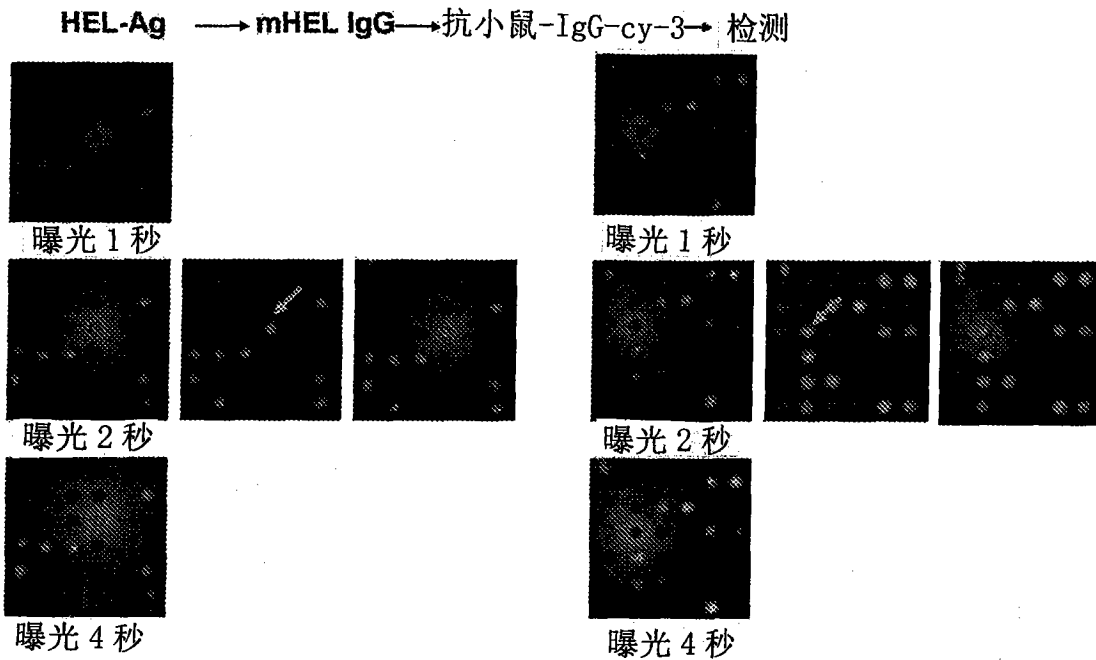 HEL-Ag → mHEL IgG → 抗小鼠-IgG-cy-3 → 检测
曝光 1 秒
曝光 1 秒
曝光 2 秒
曝光 2 秒
曝光 4 秒
曝光 4 秒